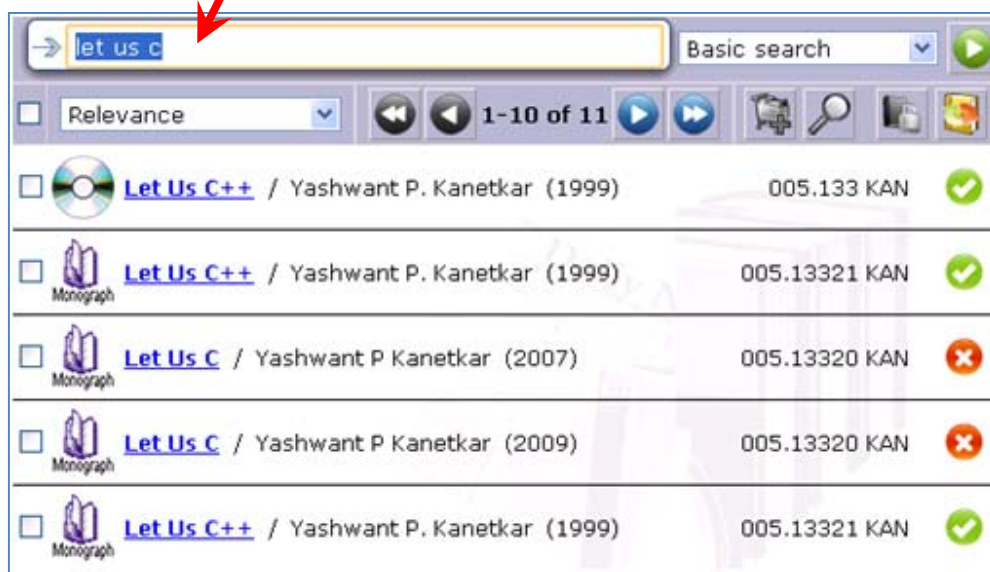 let us c Basic search
Relevance 1-10 of 11
Let Us C++ / Yashwant P. Kanetkar (1999) 005.133 KAN
Let Us C++ / Yashwant P. Kanetkar (1999) 005.13321 KAN
Monograph
Let Us C / Yashwant P Kanetkar (2007) 005.13320 KAN
Monograph
Let Us C / Yashwant P Kanetkar (2009) 005.13320 KAN
Monograph
Let Us C++ / Yashwant P. Kanetkar (1999) 005.13321 KAN
Monograph